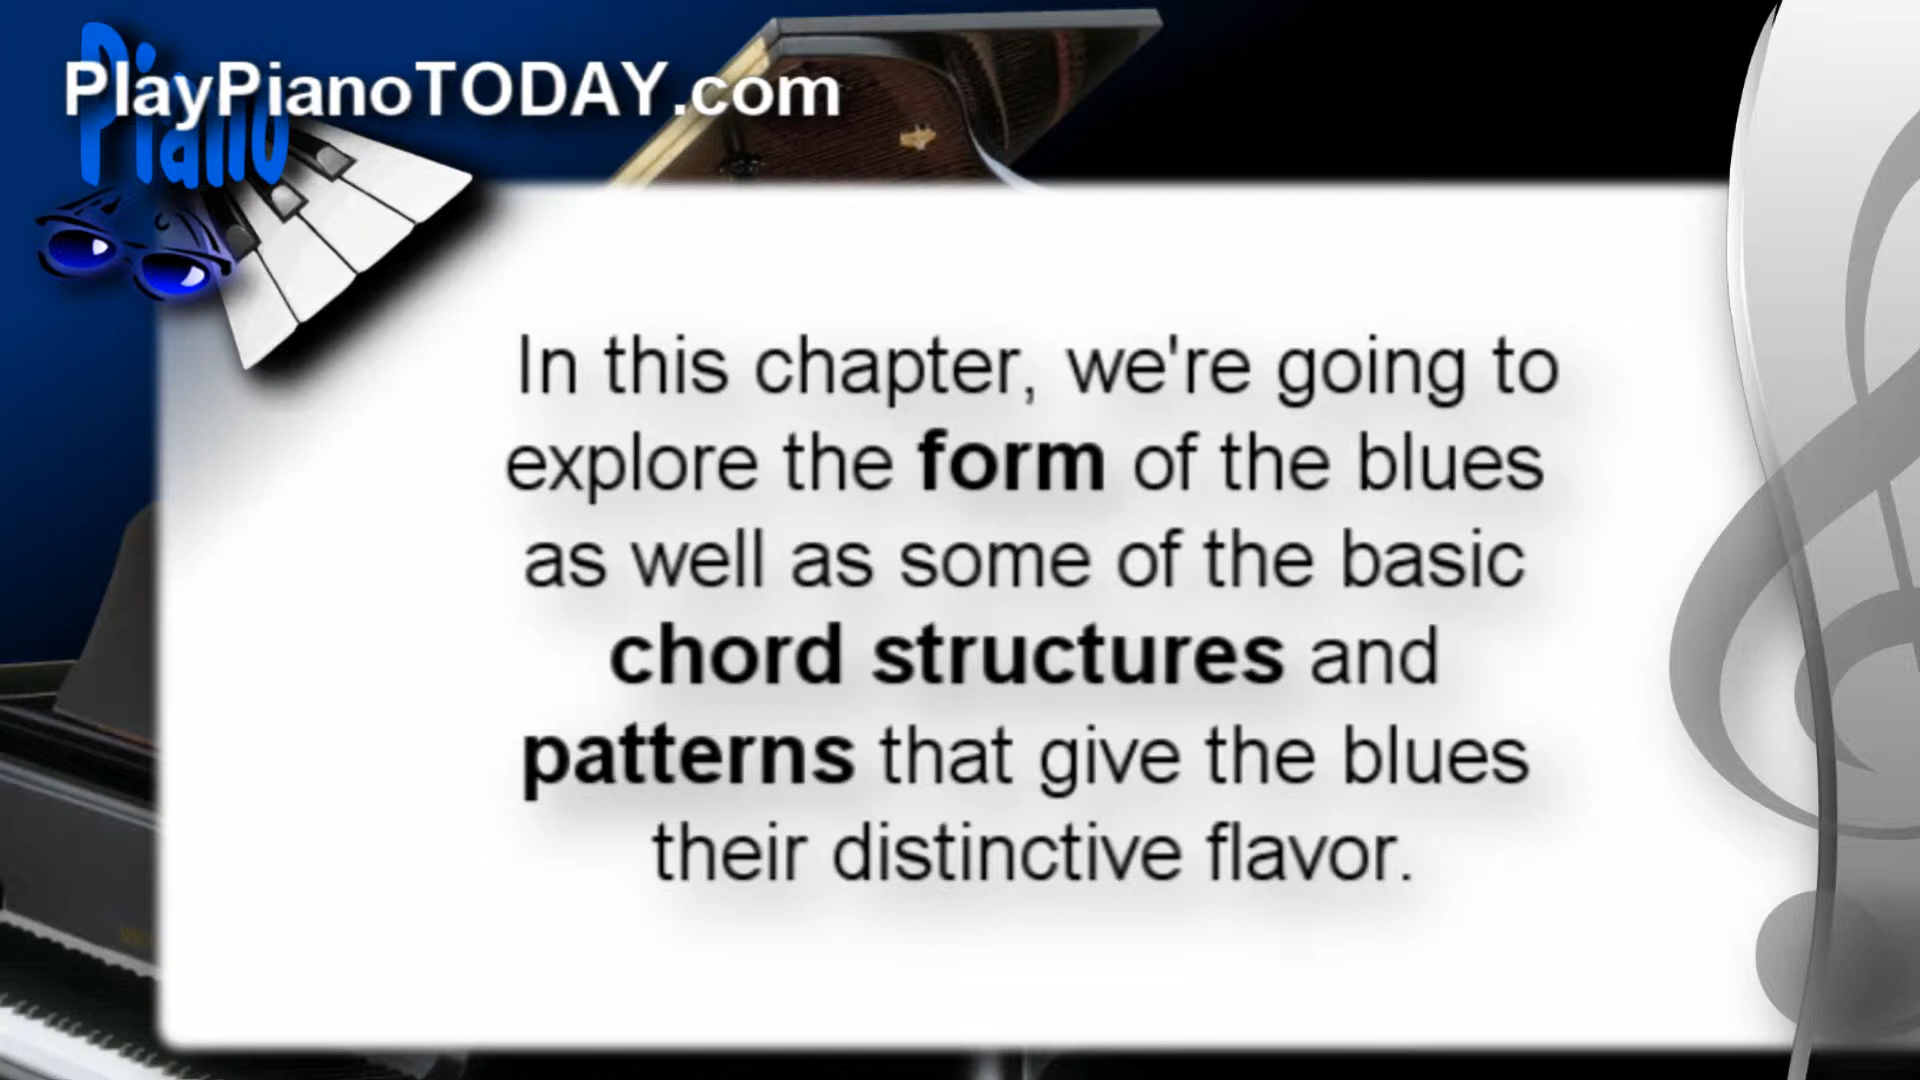 Piano
PlayPianoTODAY.com
In this chapter, we're going to
explore the form of the blues
as well as some of the basic
chord structures and
patterns that give the blues
their distinctive flavor.